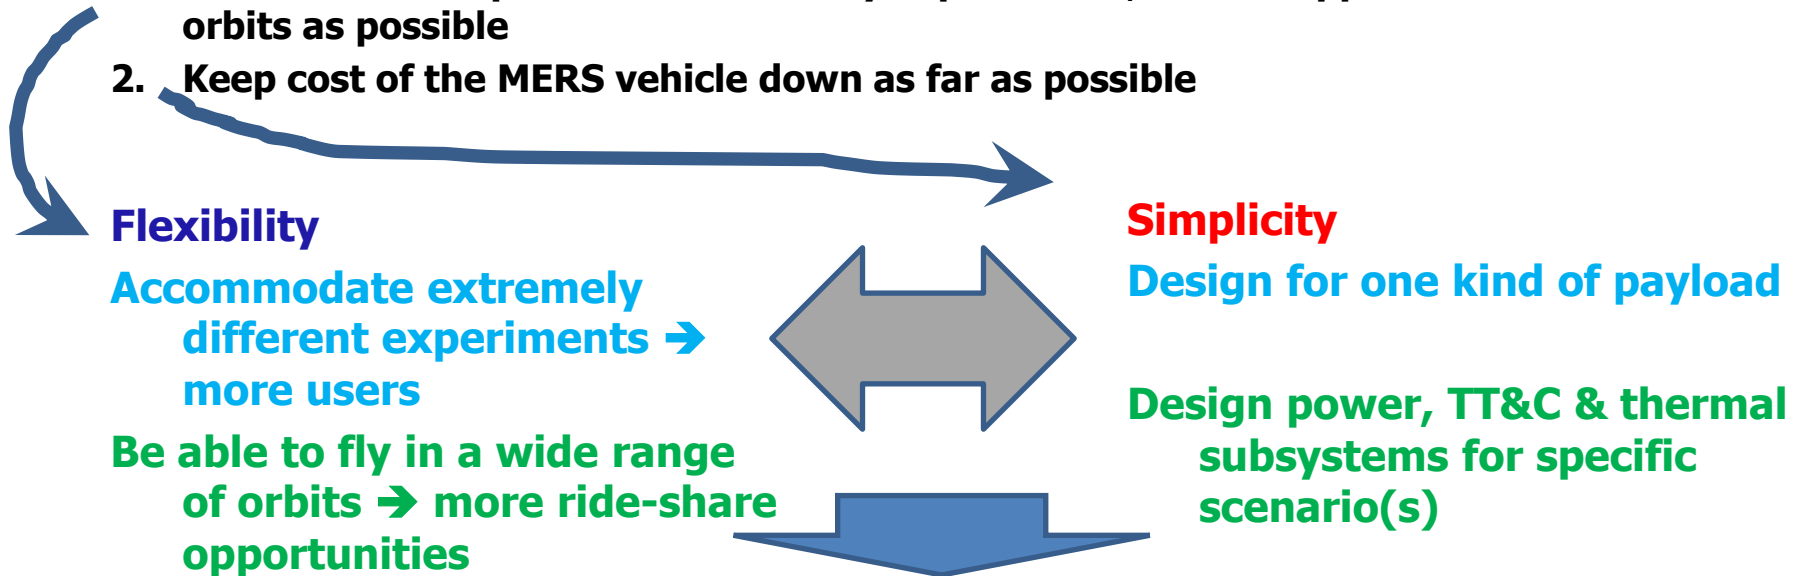 orbits as possible
2. Keep cost of the MERS vehicle down as far as possible
Flexibility
Accommodate extremely
different experiments ➔
more users
Be able to fly in a wide range
of orbits ➔ more ride-share
opportunities
Simplicity
Design for one kind of payload
Design power, TT&C & thermal
subsystems for specific
scenario(s)